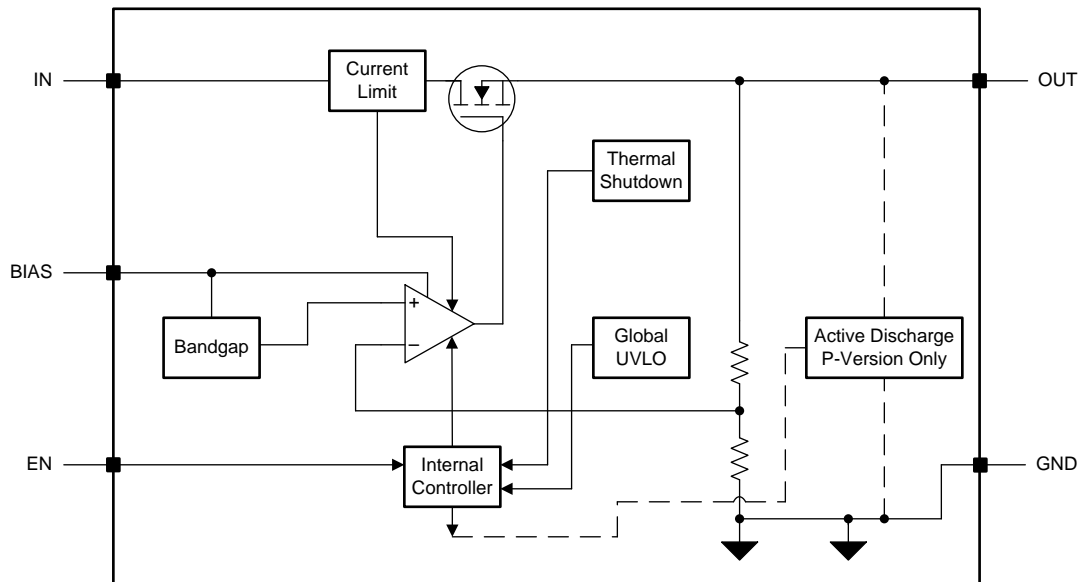 IN
Current
Limit
OUT
Thermal
Shutdown
BIAS
+
Bandgap
−
Global
UVLO
Active Discharge
P-Version Only
EN
Internal
Controller
GND